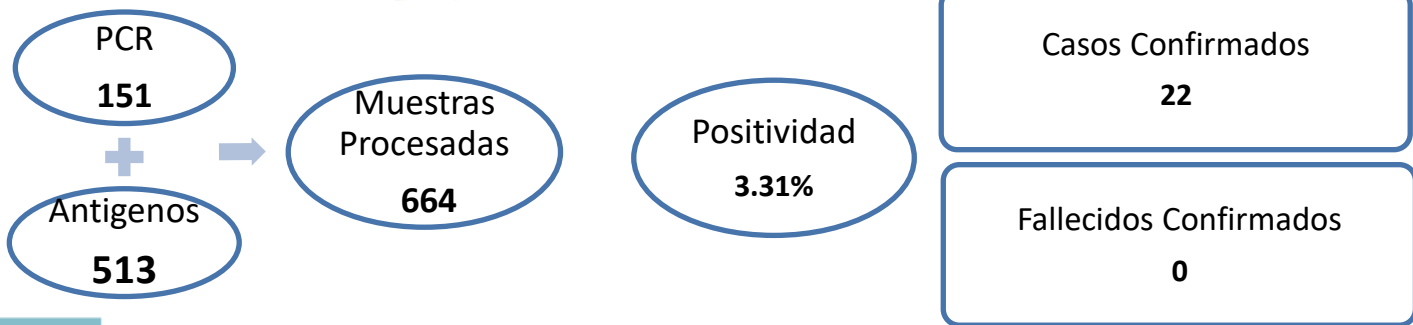 PCR
151
Antigenos
513
Muestras
Procesadas
664
Positividad
3.31%
Casos Confirmados
22
Fallecidos Confirmados
0